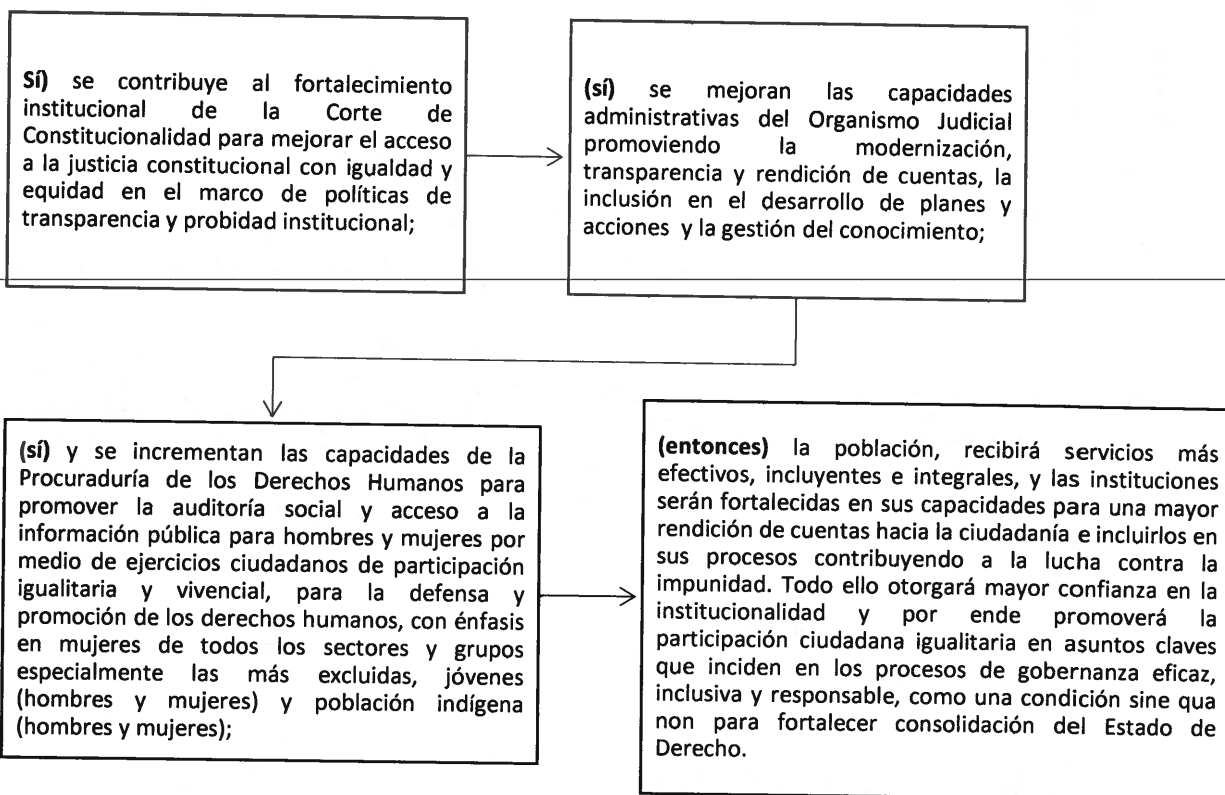 Sí) se contribuye al fortalecimiento
institucional de la Corte de
Constitucionalidad para mejorar el acceso
a la justicia constitucional con igualdad y
equidad en el marco de políticas de
transparencia y probidad institucional;
(sí) se mejoran las capacidades
administrativas del Organismo Judicial
promoviendo la modernización,
transparencia y rendición de cuentas, la
inclusión en el desarrollo de planes y
acciones y la gestión del conocimiento;
(sí) y se incrementan las capacidades de la
Procuraduría de los Derechos Humanos para
promover la auditoría social y acceso a la
información pública para hombres y mujeres por
medio de ejercicios ciudadanos de participación
igualitaria y vivencial, para la defensa y
promoción de los derechos humanos, con énfasis
en mujeres de todos los sectores y grupos
especialmente las más excluidas, jóvenes
(hombres y mujeres) y población indígena
(hombres y mujeres);
(entonces) la población, recibirá servicios más
efectivos, incluyentes e integrales, y las instituciones
serán fortalecidas en sus capacidades para una mayor
rendición de cuentas hacia la ciudadanía e incluirlos en
sus procesos contribuyendo a la lucha contra la
impunidad. Todo ello otorgará mayor confianza en la
institucionalidad y por ende promoverá la
participación ciudadana igualitaria en asuntos claves
que inciden en los procesos de gobernanza eficaz,
inclusiva y responsable, como una condición sine qua
non para fortalecer consolidación del Estado de
Derecho.